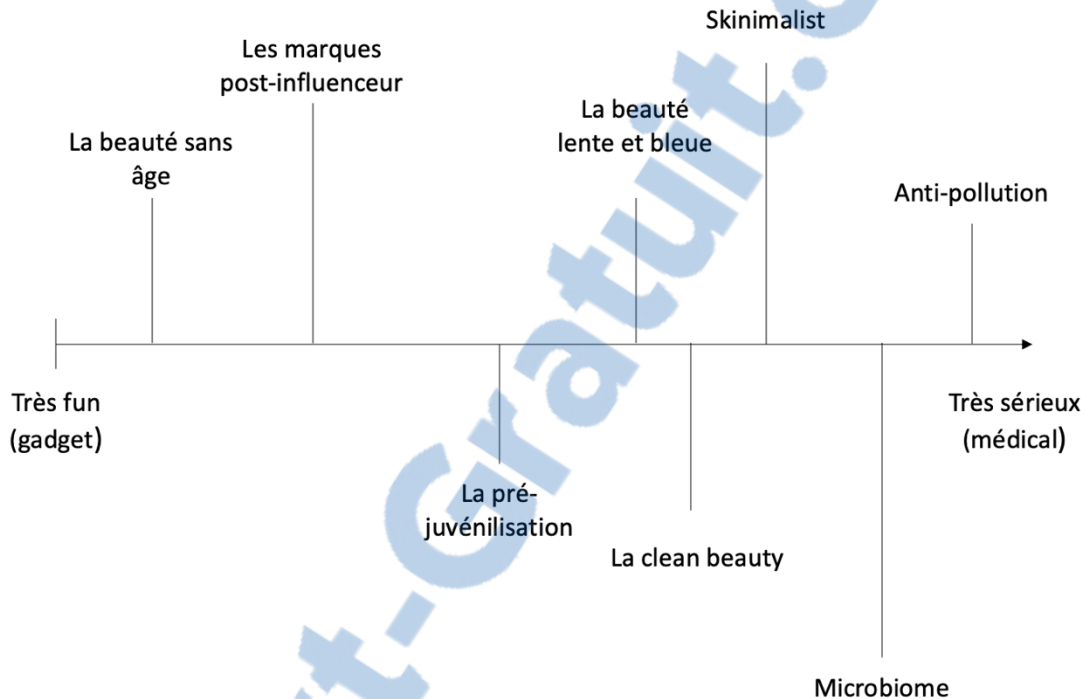 Skinimalist
Les marques
post-influenceur
La beauté
lente et bleue
La beauté sans
âge
Anti-pollution
Très fun
(gadget)
Très sérieux
(médical)
La pré-
juvénilisation
La clean beauty
Microbiome
t-Gratuit.